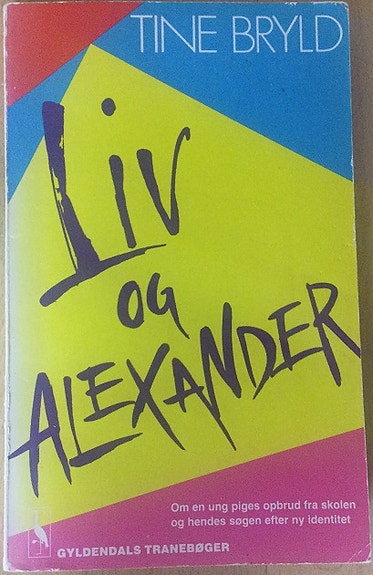 TINE BRYLD
LIV
OG
ALEXANDER
Om en ung piges opbrud fra skolen
og hendes søgen efter ny identitet
GYLDENDALS TRANEBØGER